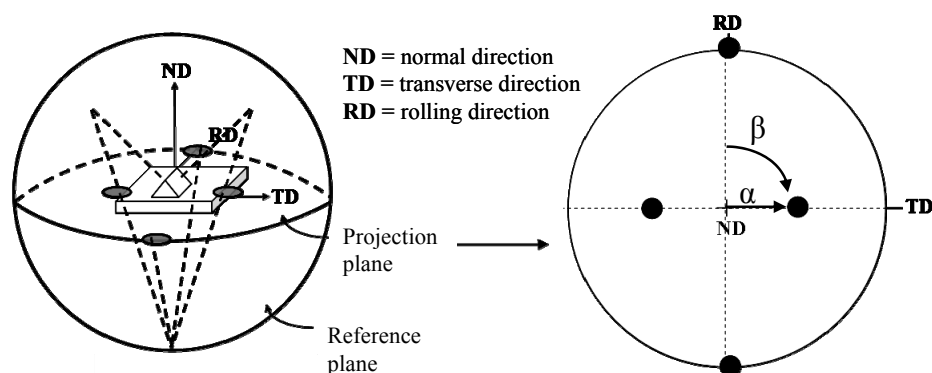 ND
RD
TD
ND = normal direction
TD = transverse direction
RD = rolling direction
Projection
plane
Reference
plane
RD
β
α
ND
TD